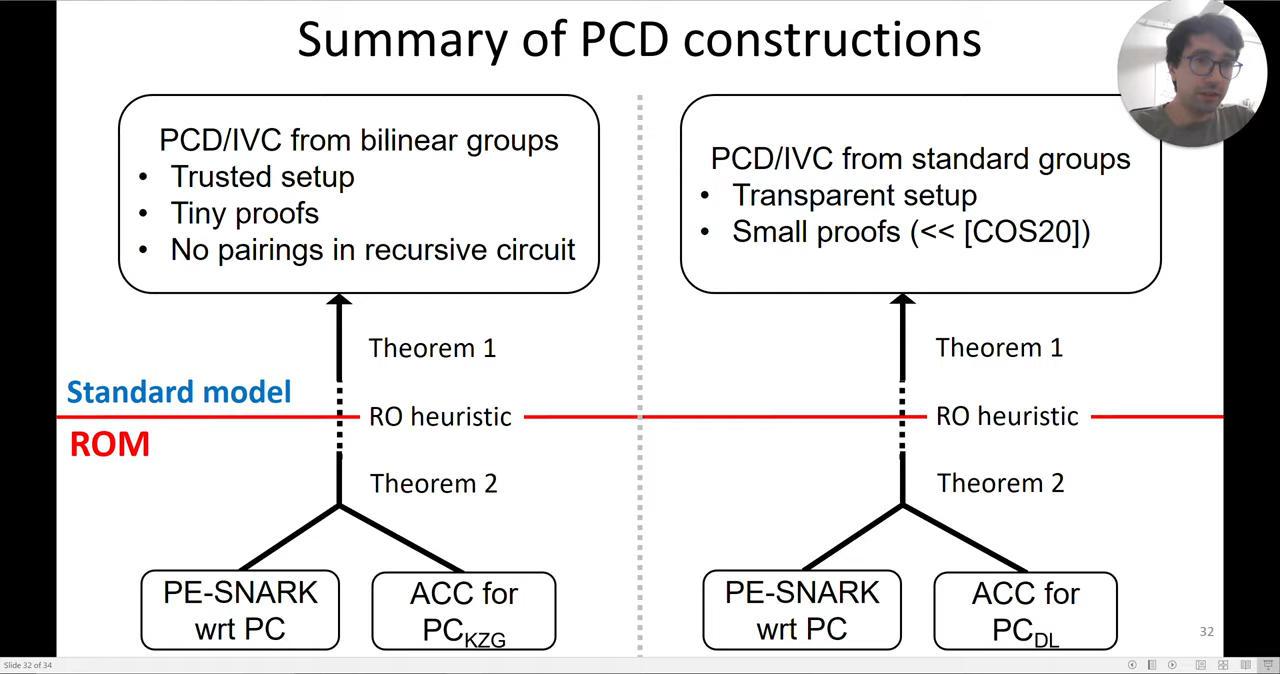 Summary of PCD constructions
PCD/IVC from bilinear groups
• Trusted setup
• Tiny proofs
• No pairings in recursive circuit
PCD/IVC from standard groups
• Transparent setup
• Small proofs (<< [COS20])
Theorem 1
Theorem 1
Standard model
RO heuristic
RO heuristic
ROM
Theorem 2
Theorem 2
PE-SNARK
wrt PC
ACC for
PC_KZG
PE-SNARK
wrt PC
ACC for
PC_DL
32
Slide 32 of 34